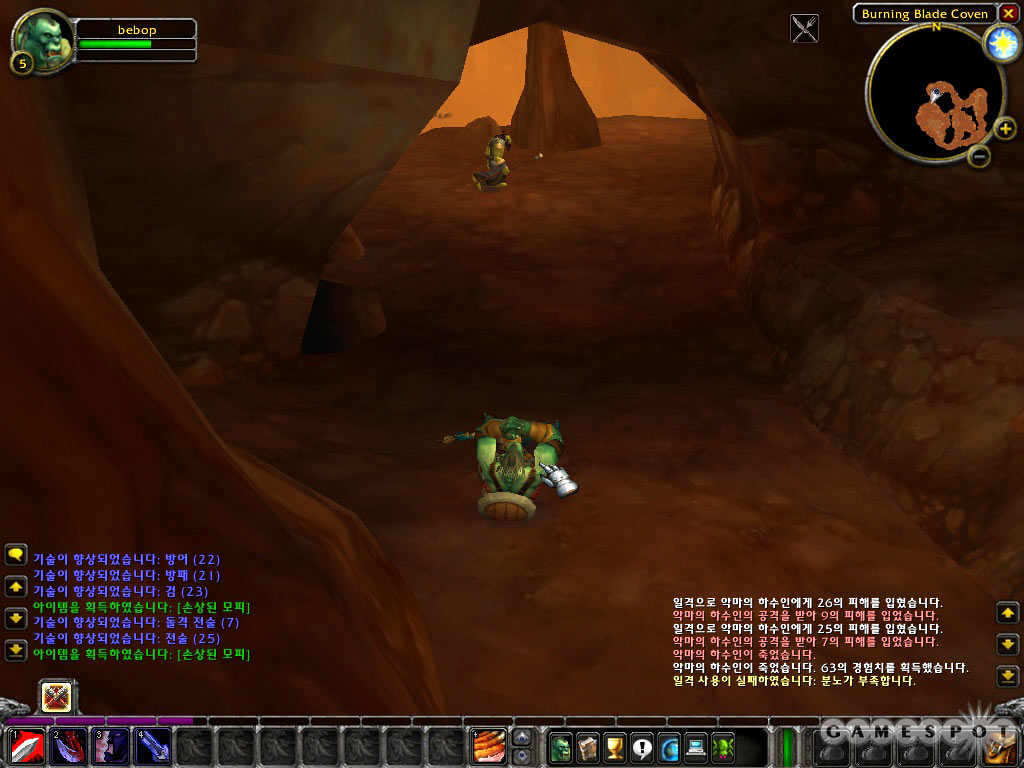 bebop
5
Burning Blade Coven
N
기술이 향상되었습니다: 방어 (22)
기술이 향상되었습니다: 방패 (21)
기술이 향상되었습니다: 검 (23)
아이템을 획득하였습니다: [손상된 모피]
기술이 향상되었습니다: 돌격 전술 (7)
기술이 향상되었습니다: 전술 (25)
아이템을 획득하였습니다: [손상된 모피]
일격으로 악마의 하수인에게 26의 피해를 입혔습니다.
악마의 하수인의 공격을 받아 9의 피해를 입었습니다.
일격으로 악마의 하수인에게 25의 피해를 입혔습니다.
악마의 하수인의 공격을 받아 7의 피해를 입었습니다.
악마의 하수인이 죽었습니다.
악마의 하수인이 죽었습니다. 63의 경험치를 획득했습니다.
일격 사용이 실패하였습니다: 분노가 부족합니다.
1 2 3 4
GAMESPOT